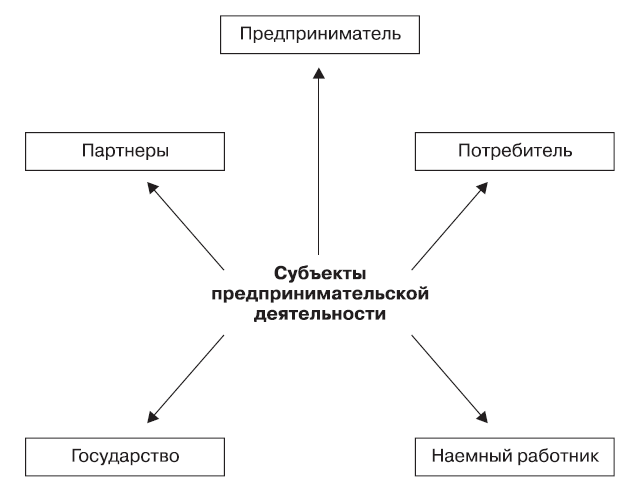 Предприниматель
Партнеры
Потребитель
Субъекты
предпринимательской
деятельности
Государство
Наемный работник